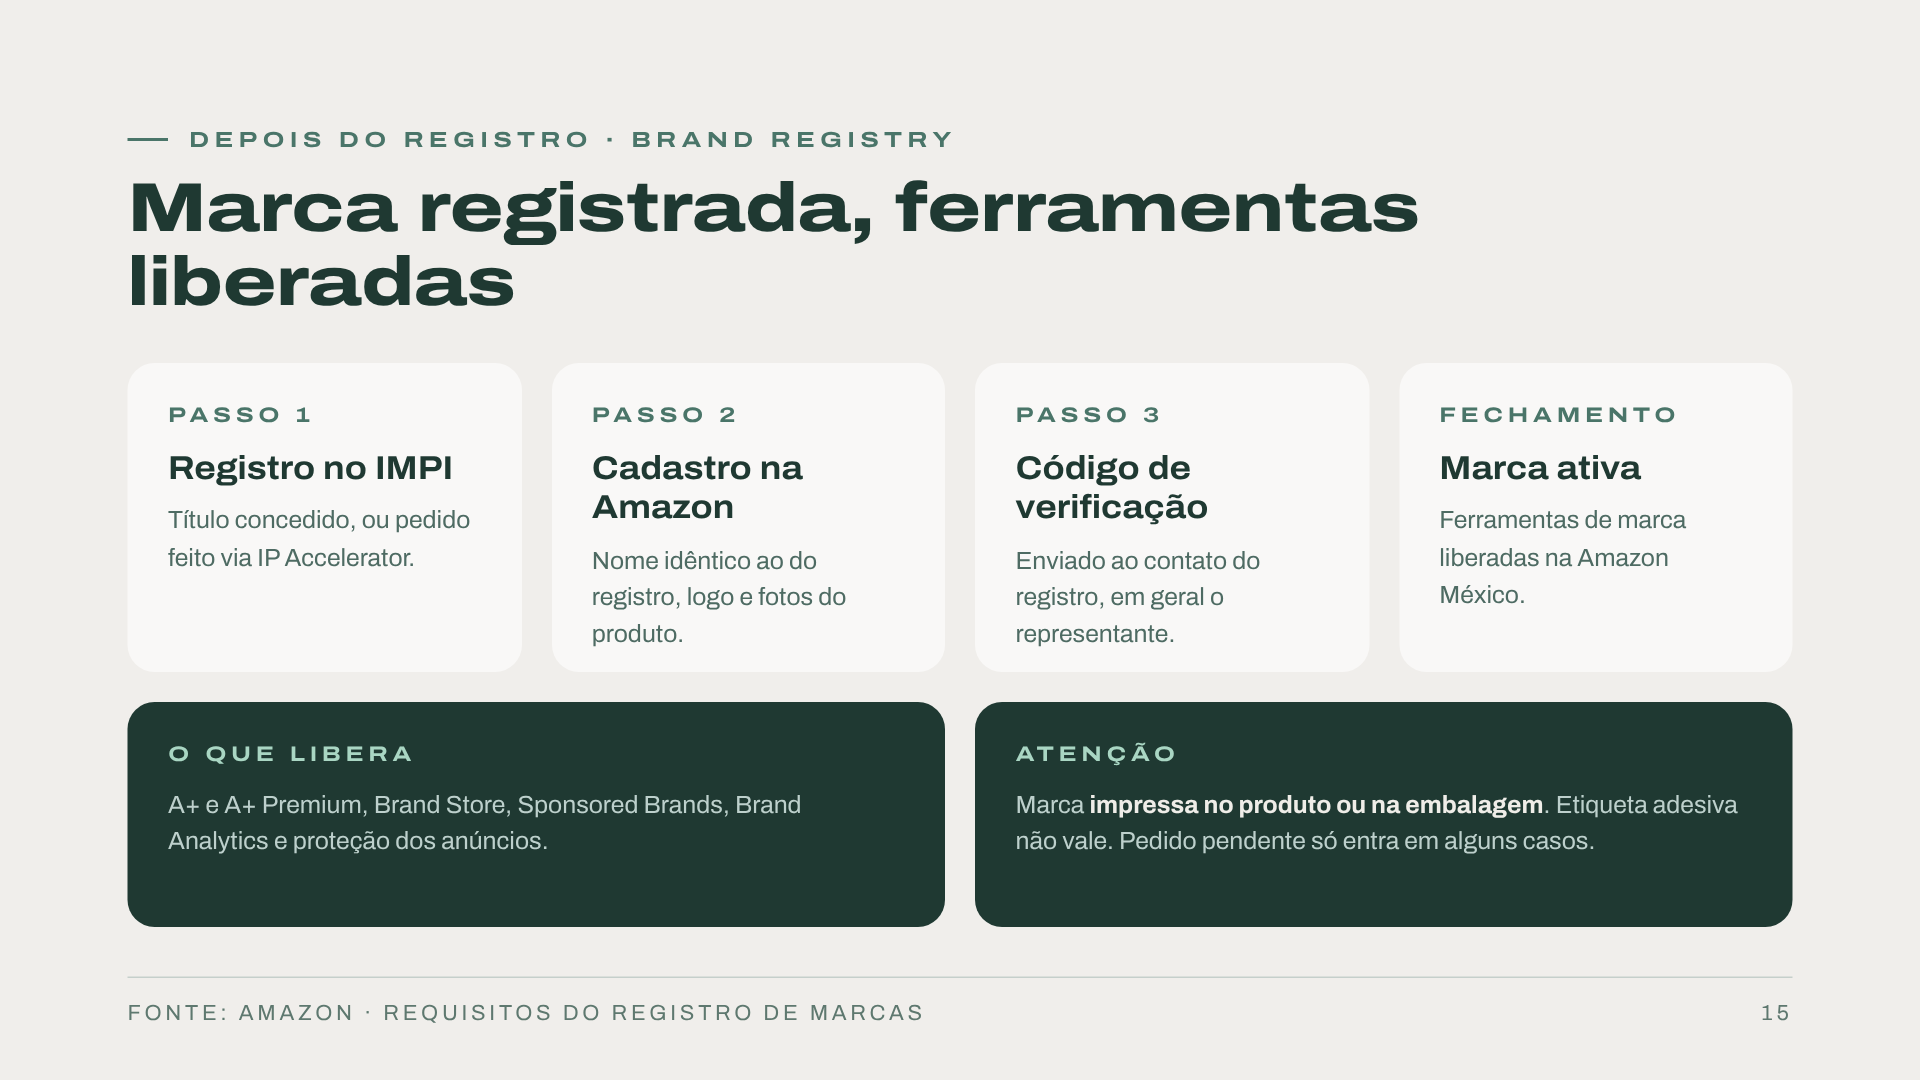 DEPOIS DO REGISTRO · BRAND REGISTRY
Marca registrada, ferramentas
liberadas
PASSO 1
Registro no IMPI
Título concedido, ou pedido
feito via IP Accelerator.
PASSO 2
Cadastro na
Amazon
Nome idêntico ao do
registro, logo e fotos do
produto.
PASSO 3
Código de
verificação
Enviado ao contato do
registro, em geral o
representante.
FECHAMENTO
Marca ativa
Ferramentas de marca
liberadas na Amazon
México.
O QUE LIBERA
A+ e A+ Premium, Brand Store, Sponsored Brands, Brand
Analytics e proteção dos anúncios.
ATENÇÃO
Marca impressa no produto ou na embalagem. Etiqueta adesiva
não vale. Pedido pendente só entra em alguns casos.
FONTE: AMAZON · REQUISITOS DO REGISTRO DE MARCAS
15